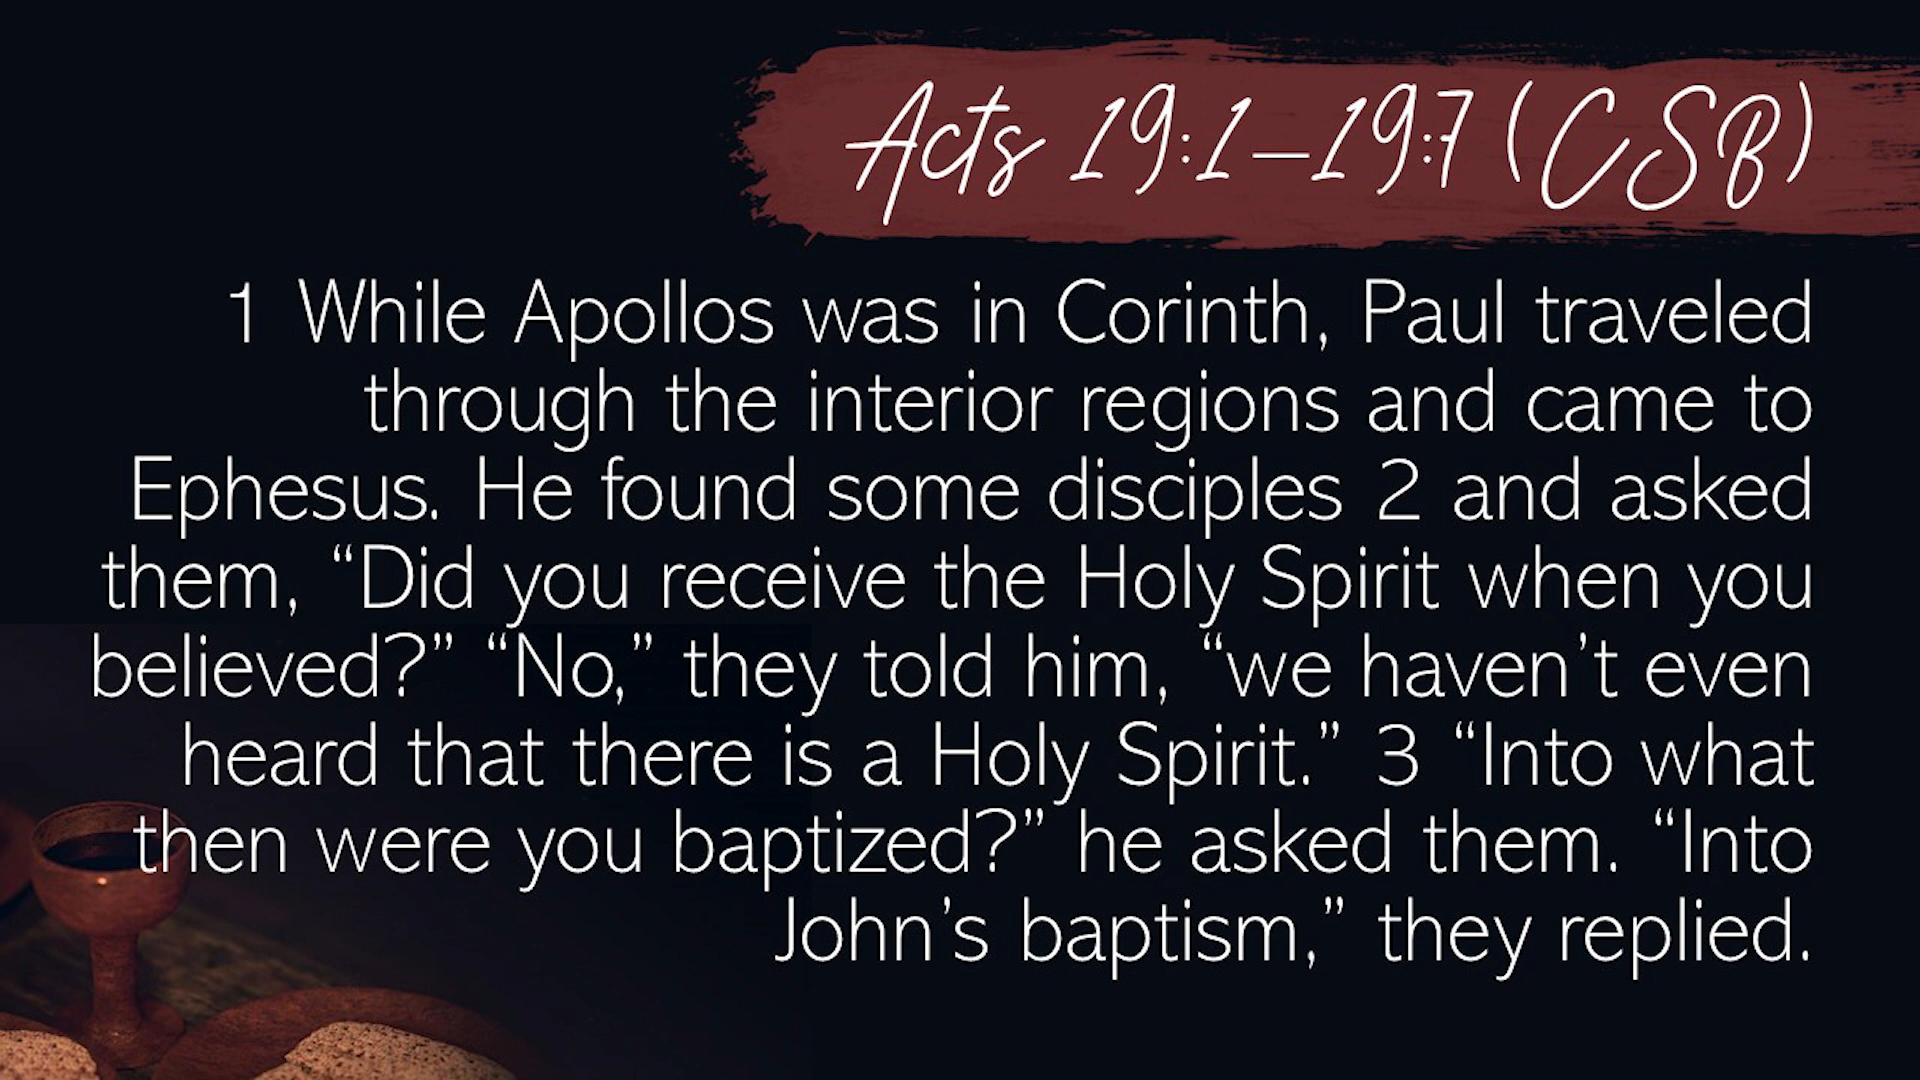 Acts 19:1–19:7 (CSB)
1 While Apollos was in Corinth, Paul traveled
through the interior regions and came to
Ephesus. He found some disciples 2 and asked
them, “Did you receive the Holy Spirit when you
believed?” “No,” they told him, “we haven’t even
heard that there is a Holy Spirit.” 3 “Into what
then were you baptized?” he asked them. “Into
John’s baptism,” they replied.